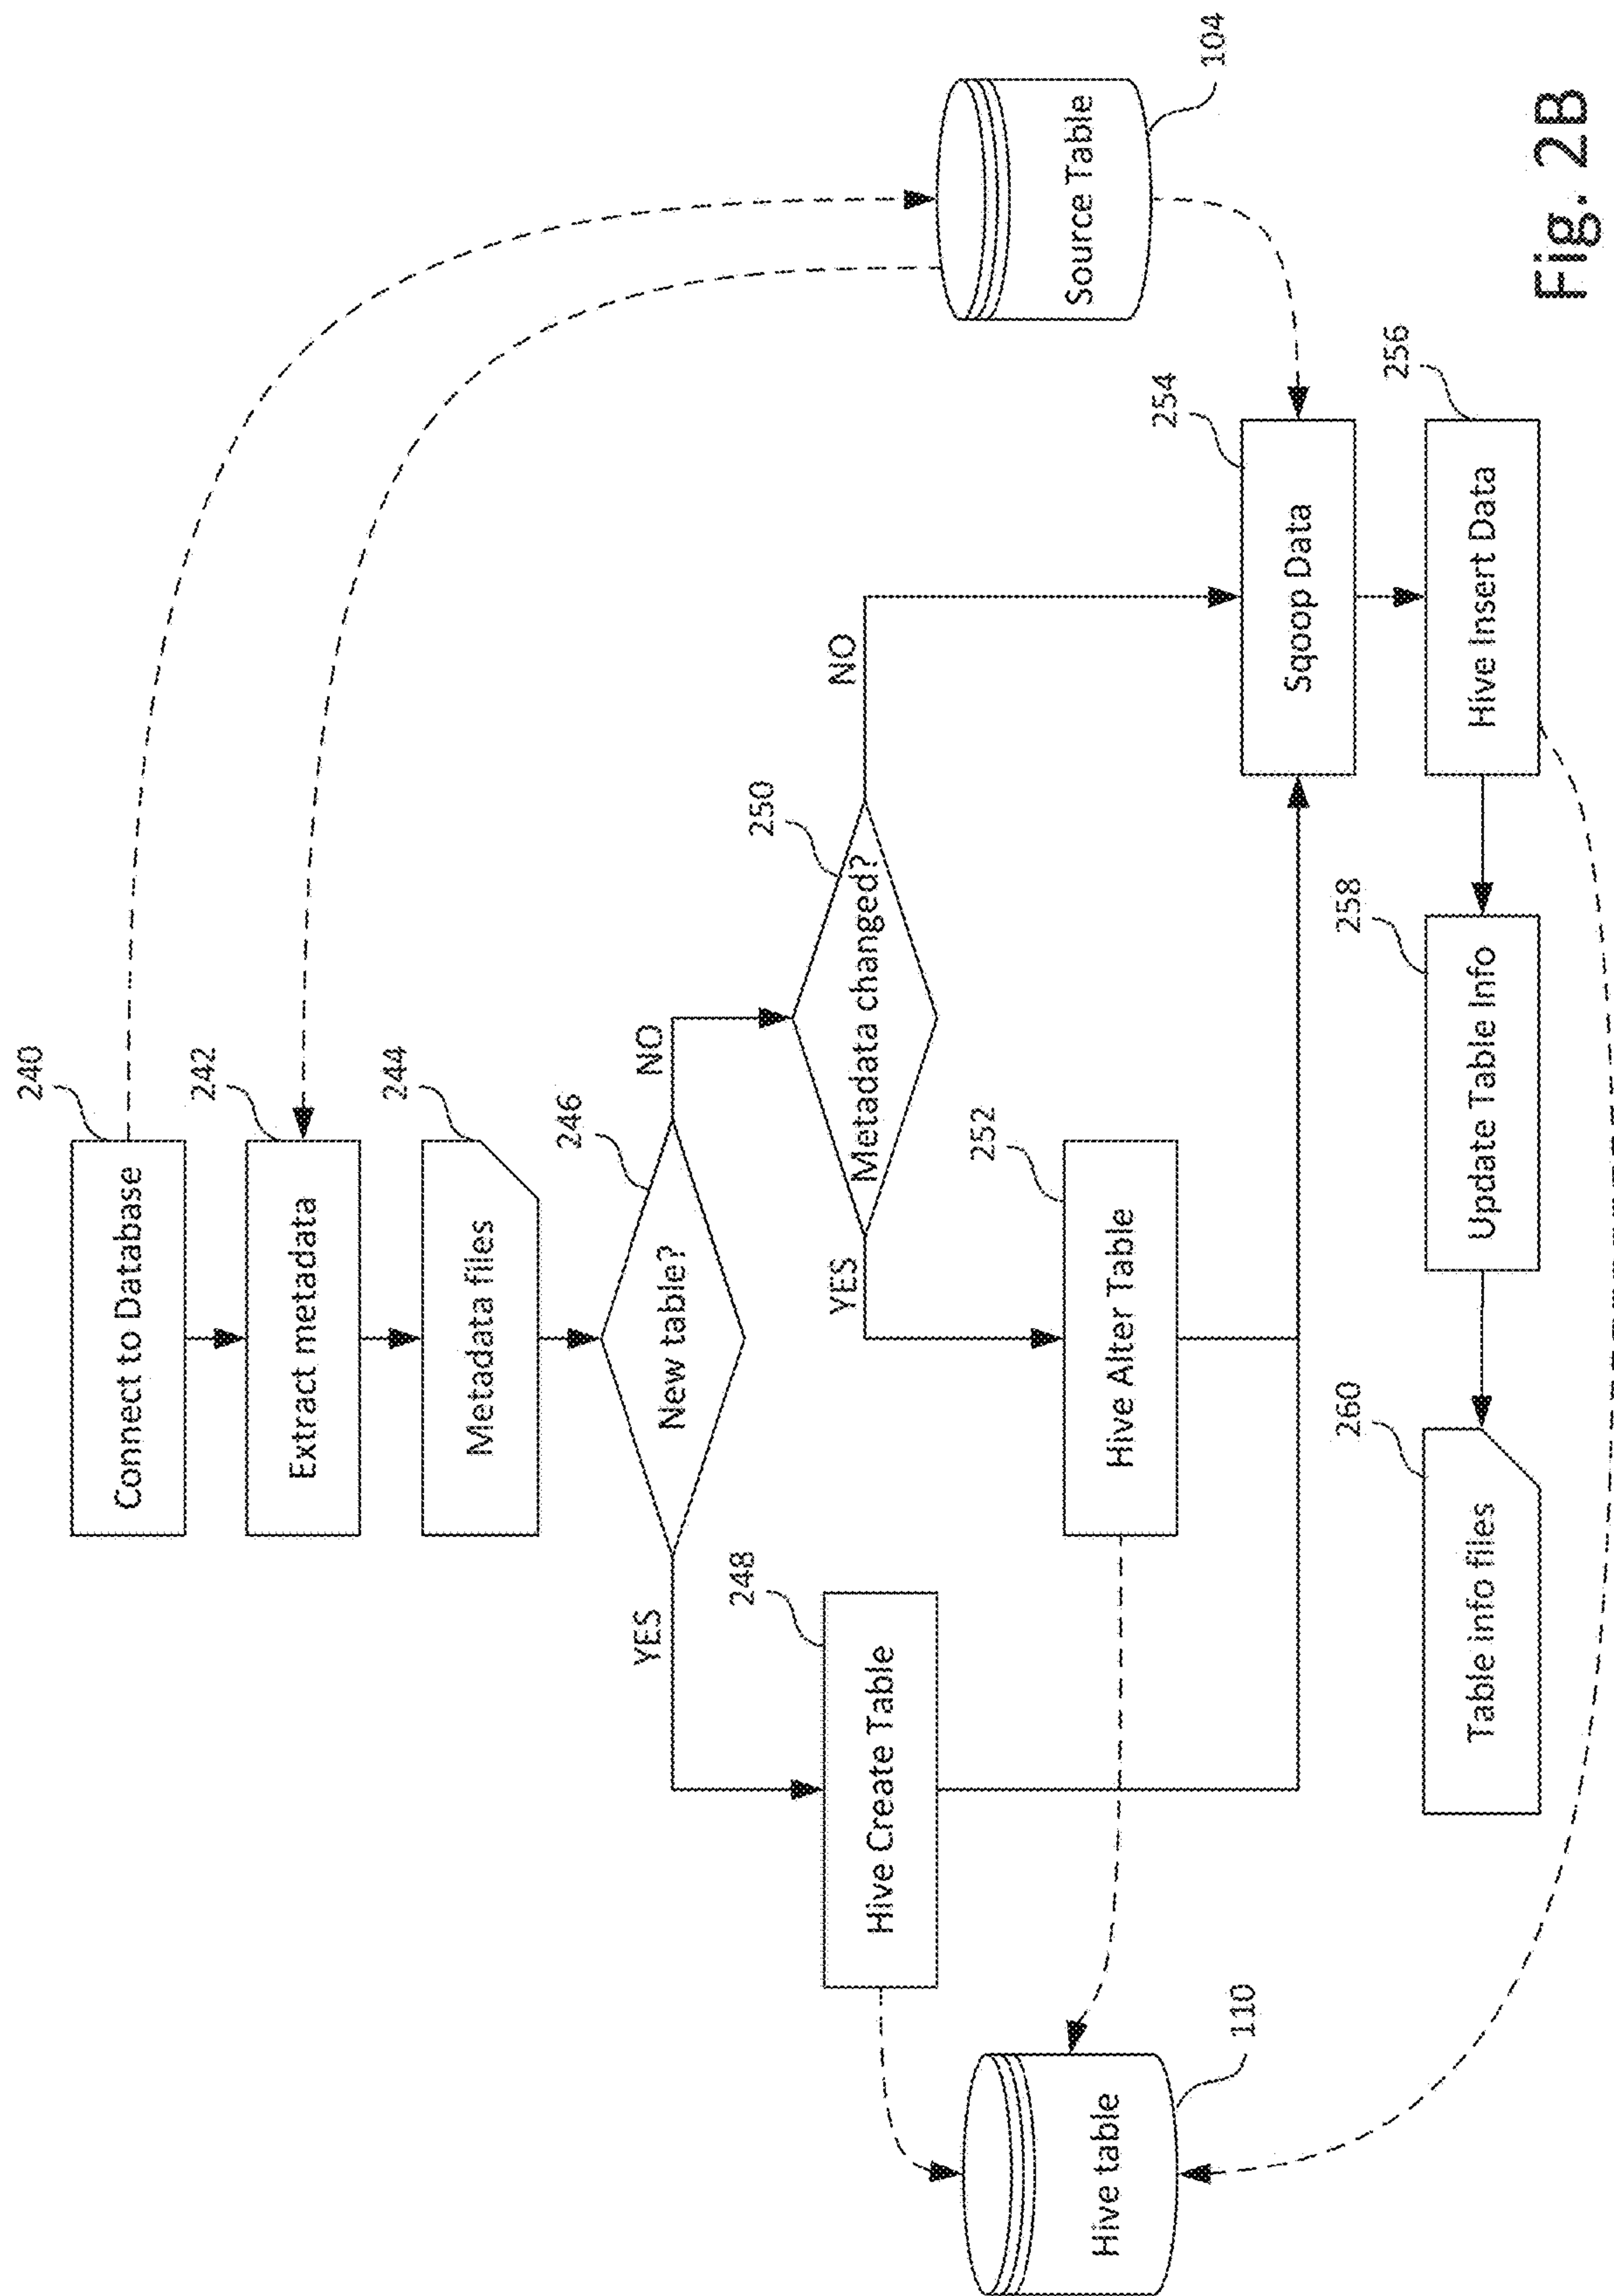 240
Connect to Database
242
Extract metadata
244
Metadata files
246
New table?
YES
NO
248
Hive Create Table
250
Metadata changed?
YES
NO
252
Hive Alter Table
Source Table
104
Hive table
110
254
Sqoop Data
256
Hive Insert Data
258
Update Table Info
260
Table info files
Fig. 2B